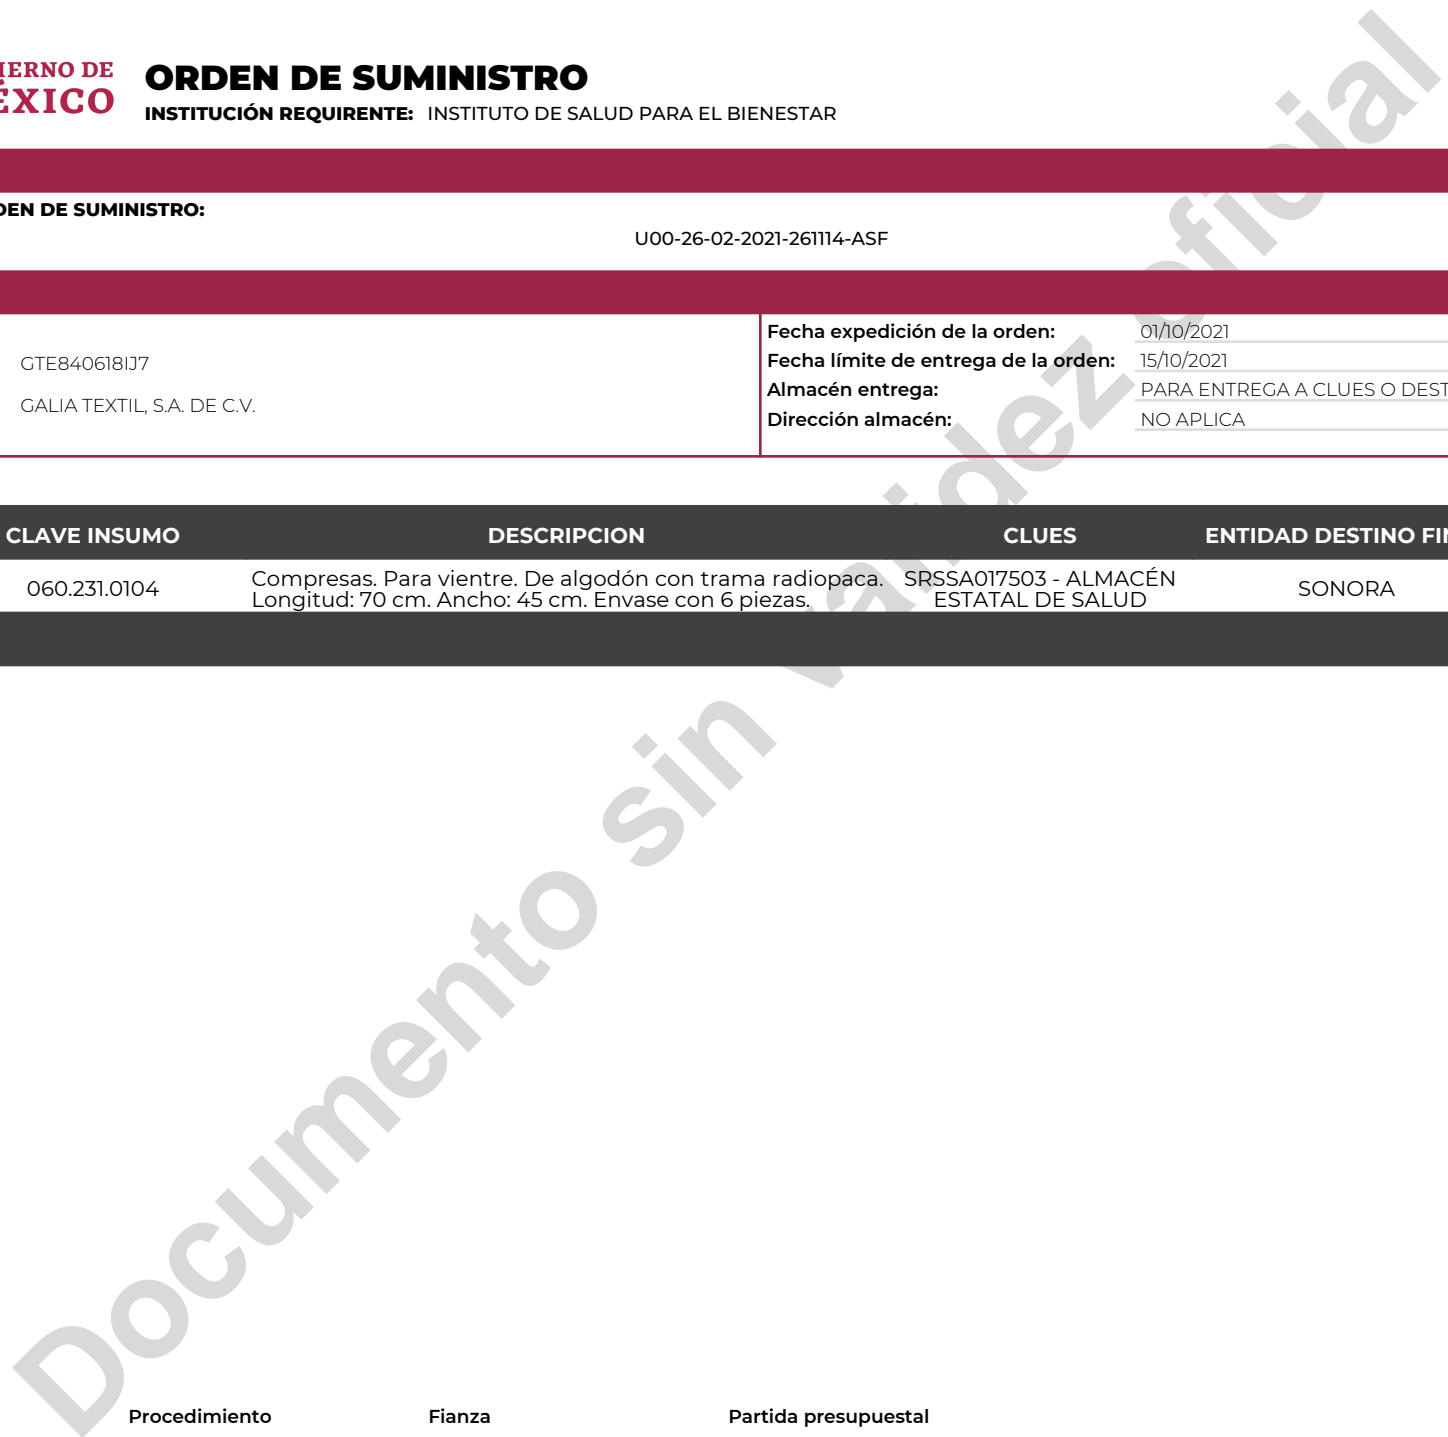 IERNO DE
ÉXICO
ORDEN DE SUMINISTRO
INSTITUCIÓN REQUIRENTE: INSTITUTO DE SALUD PARA EL BIENESTAR
DEN DE SUMINISTRO:
U00-26-02-2021-261114-ASF
GTE840618IJ7
GALIA TEXTIL, S.A. DE C.V.
Fecha expedición de la orden: 01/10/2021
Fecha límite de entrega de la orden: 15/10/2021
Almacén entrega: PARA ENTREGA A CLUES O DEST
Dirección almacén: NO APLICA
CLAVE INSUMO DESCRIPCION CLUES ENTIDAD DESTINO FIN
060.231.0104
Compresas. Para vientre. De algodón con trama radiopaca.
Longitud: 70 cm. Ancho: 45 cm. Envase con 6 piezas.
SRSSA017503 - ALMACÉN
ESTATAL DE SALUD
SONORA
Documento sin validez oficial
Procedimiento Fianza Partida presupuestal